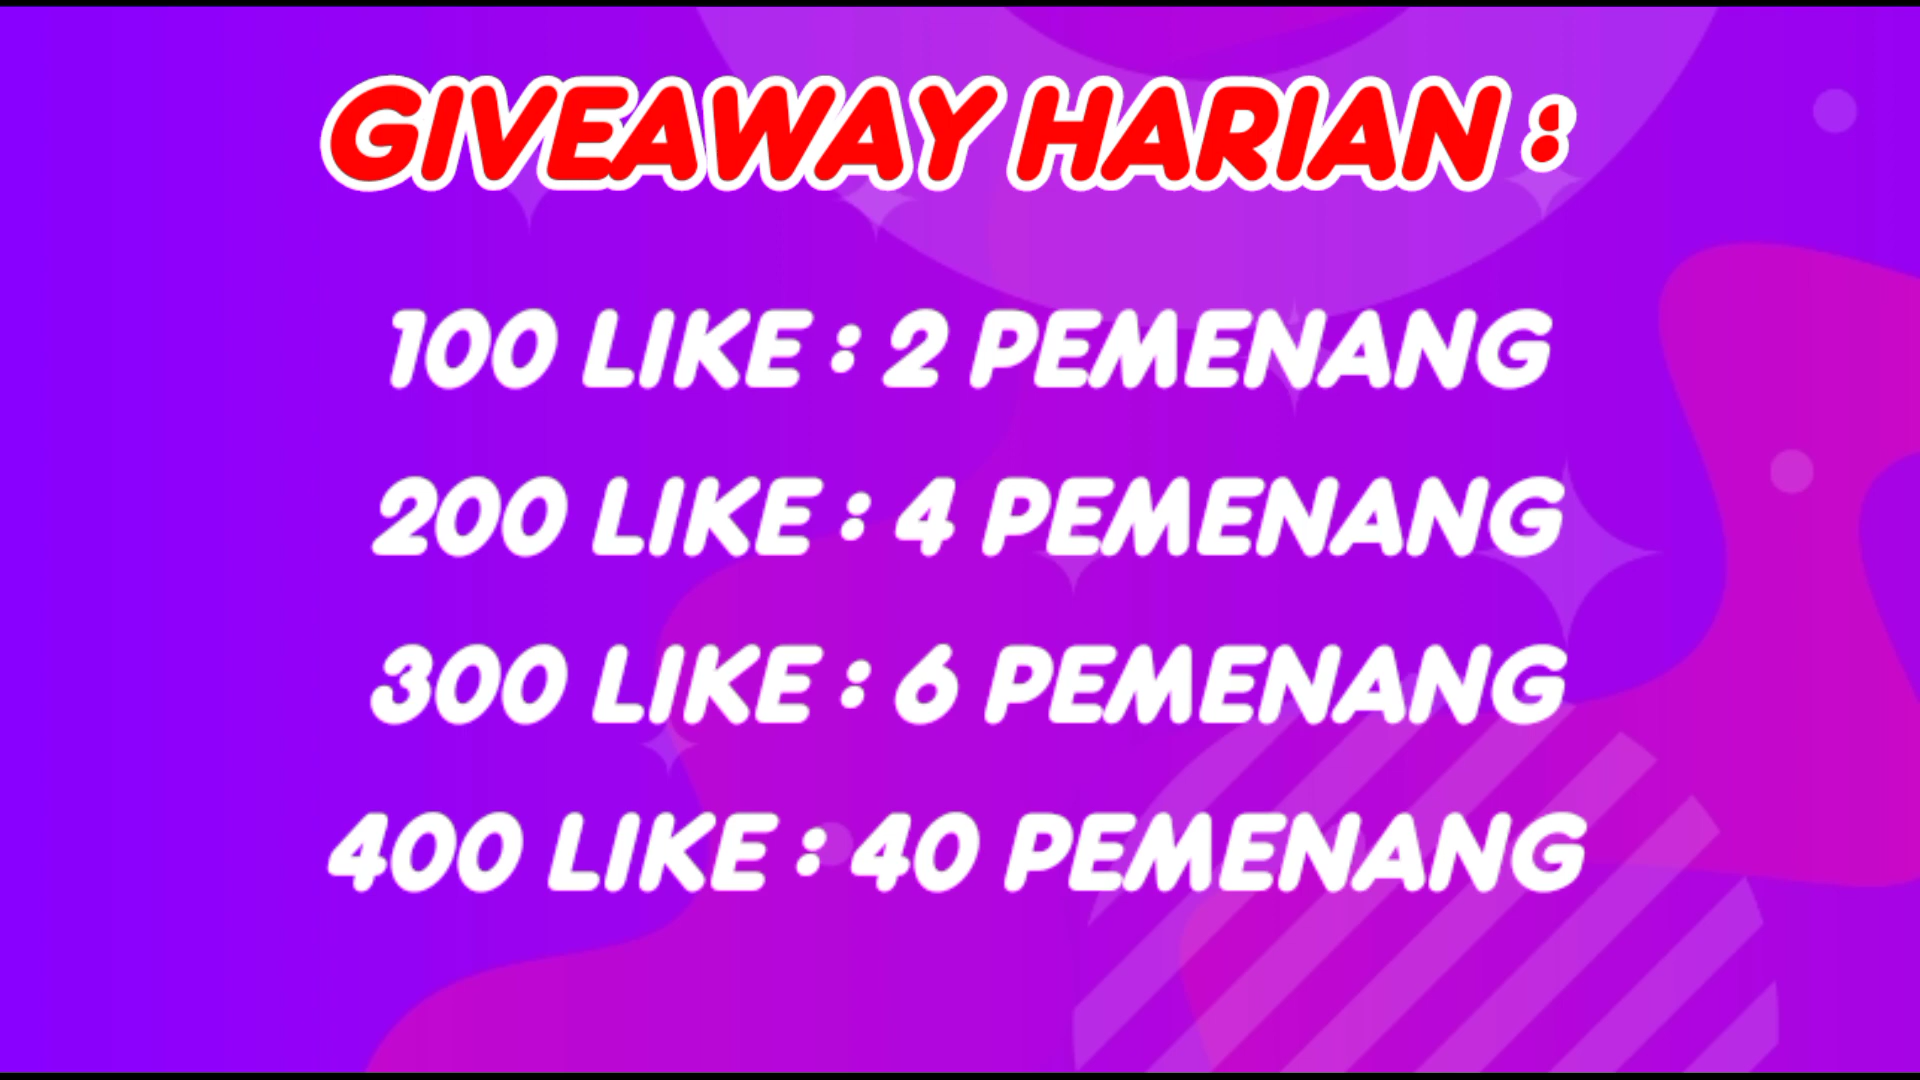 GIVEAWAY HARIAN :
100 LIKE : 2 PEMENANG
200 LIKE : 4 PEMENANG
300 LIKE : 6 PEMENANG
400 LIKE : 40 PEMENANG